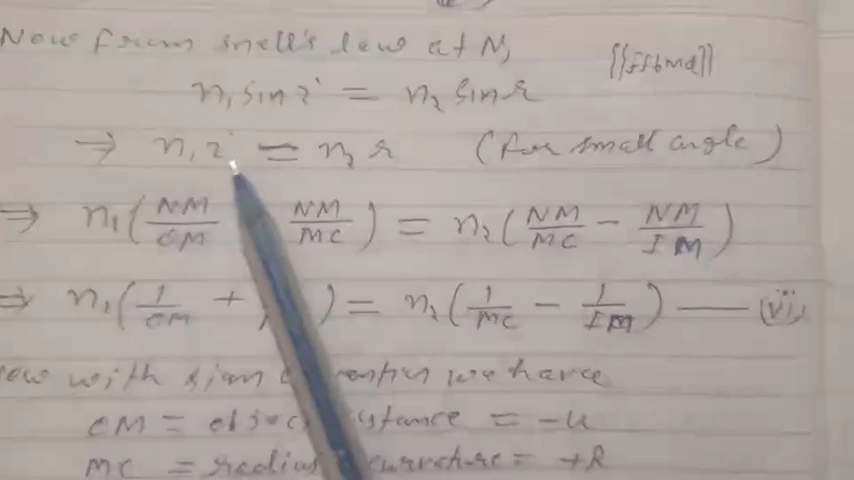 Now from snell's law at N,
[[ffbmd]]
n₁ sin i = n₂ sin r
⇒ n₁ i = n₂ r (for small angle)
⇒ n₁ (NM/OM NM/MC) = n₂ (NM/MC − NM/IM)
⇒ n₁ (1/OM + ) = n₂ (1/MC − 1/IM) — (vi)
with sign we have
OM = object distance = -u
MC = radius curvature = +R